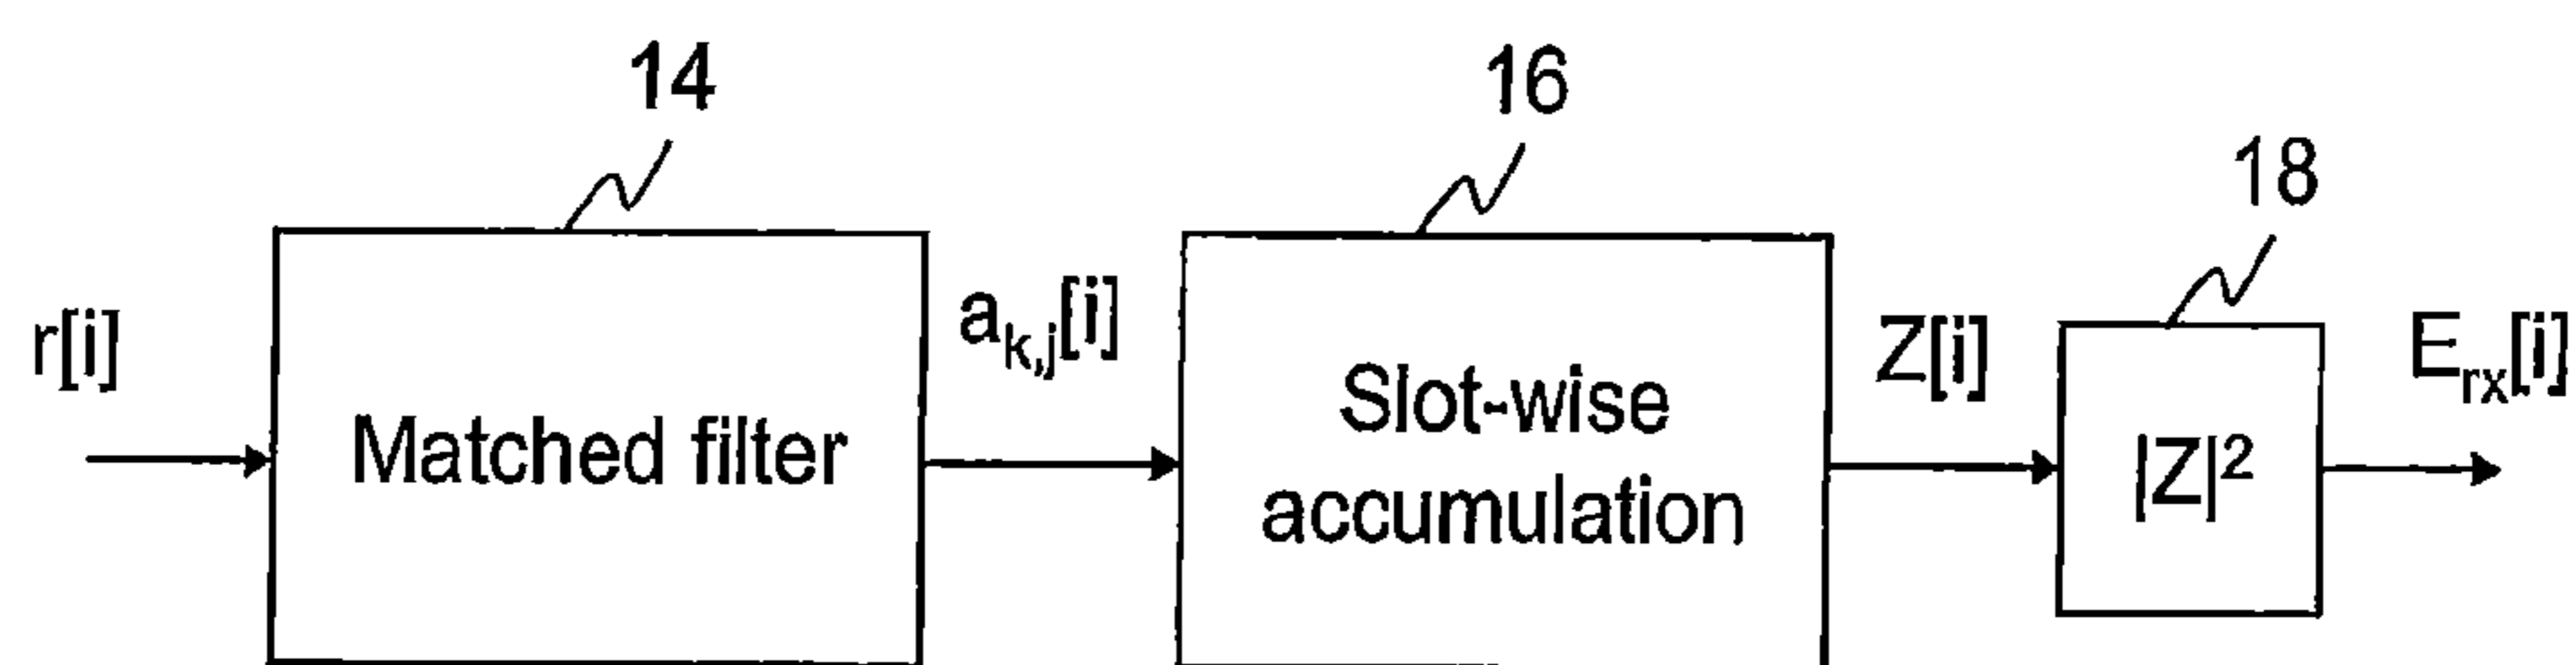 14
16
18
r[i]
Matched filter
a_{k,j}[i]
Slot-wise
accumulation
Z[i]
|Z|²
E_{rx}[i]